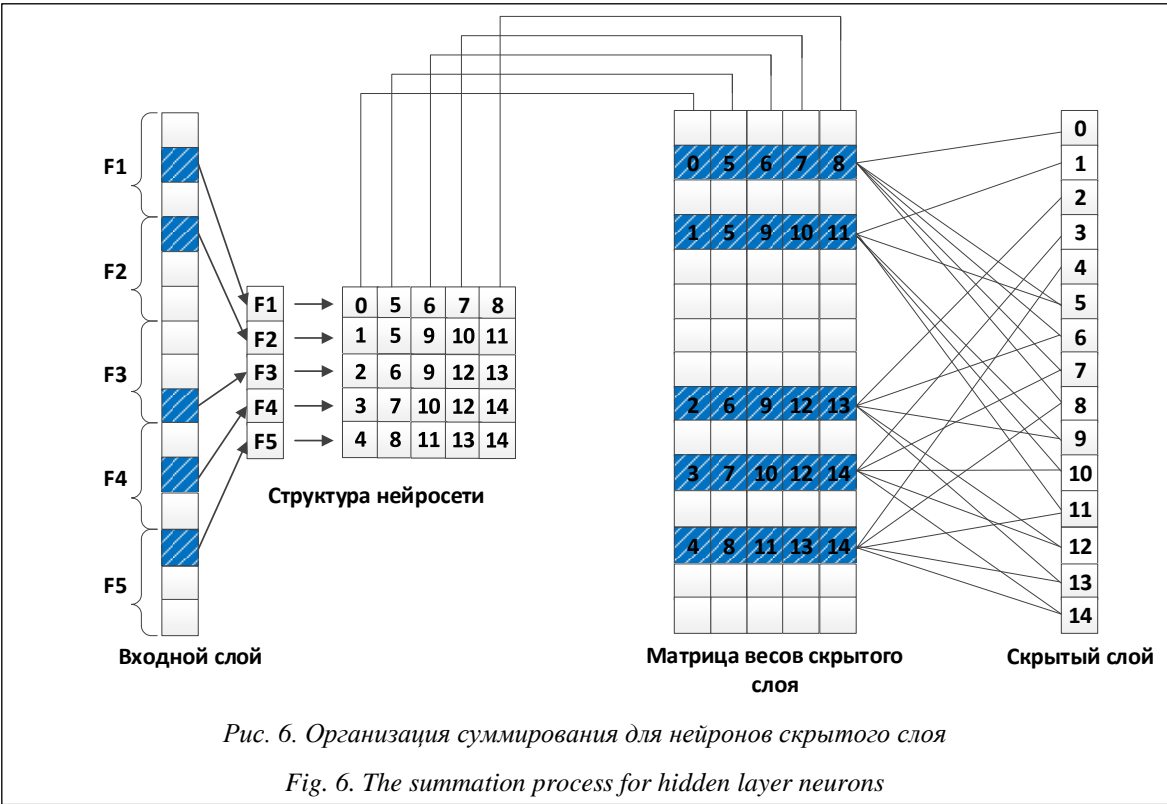 F1
F2
F3
F4
F5
Входной слой
F1 0 5 6 7 8
F2 1 5 9 10 11
F3 2 6 9 12 13
F4 3 7 10 12 14
F5 4 8 11 13 14
Структура нейросети
0 5 6 7 8
1 5 9 10 11
2 6 9 12 13
3 7 10 12 14
4 8 11 13 14
Матрица весов скрытого
слоя
0
1
2
3
4
5
6
7
8
9
10
11
12
13
14
Скрытый слой
Рис. 6. Организация суммирования для нейронов скрытого слоя
Fig. 6. The summation process for hidden layer neurons